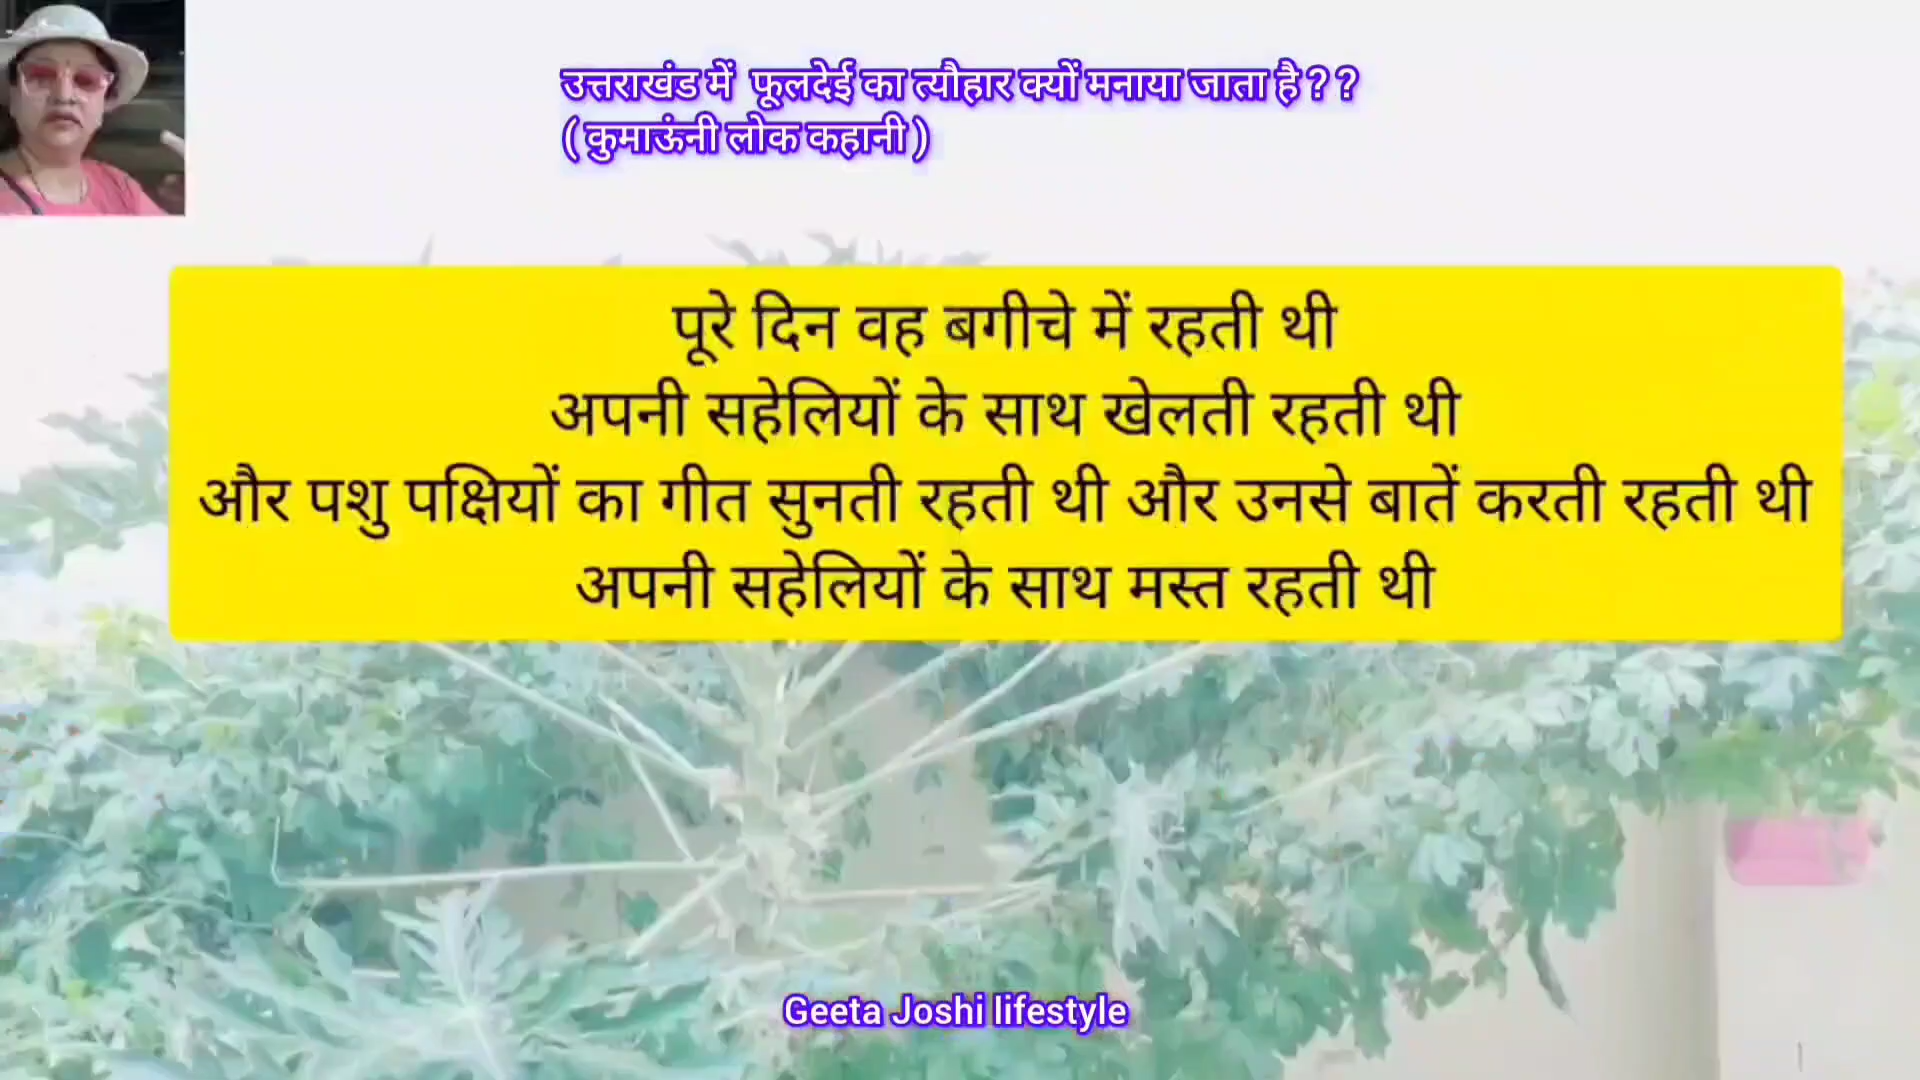 उत्तराखंड में फूलदेई का त्यौहार क्यों मनाया जाता है ? ?
( कुमाऊंनी लोक कहानी )
पूरे दिन वह बगीचे में रहती थी
अपनी सहेलियों के साथ खेलती रहती थी
और पशु पक्षियों का गीत सुनती रहती थी और उनसे बातें करती रहती थी
अपनी सहेलियों के साथ मस्त रहती थी
Geeta Joshi lifestyle